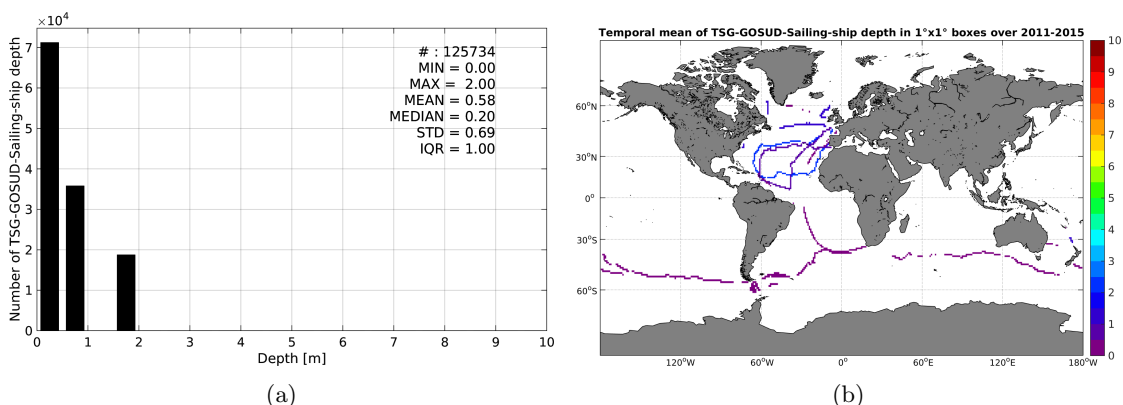 ×10⁴
Number of TSG-GOSUD-Sailing-ship depth
7
6
5
4
3
2
1
0
# : 125734
MIN = 0.00
MAX = 2.00
MEAN = 0.58
MEDIAN = 0.20
STD = 0.69
IQR = 1.00
0 1 2 3 4 5 6 7 8 9 10
Depth [m]
(a)
Temporal mean of TSG-GOSUD-Sailing-ship depth in 1°x1° boxes over 2011-2015
60°N
30°N
0°
30°S
60°S
120°W 60°W 0° 60°E 120°E 180°W
10
9
8
7
6
5
4
3
2
1
0
(b)